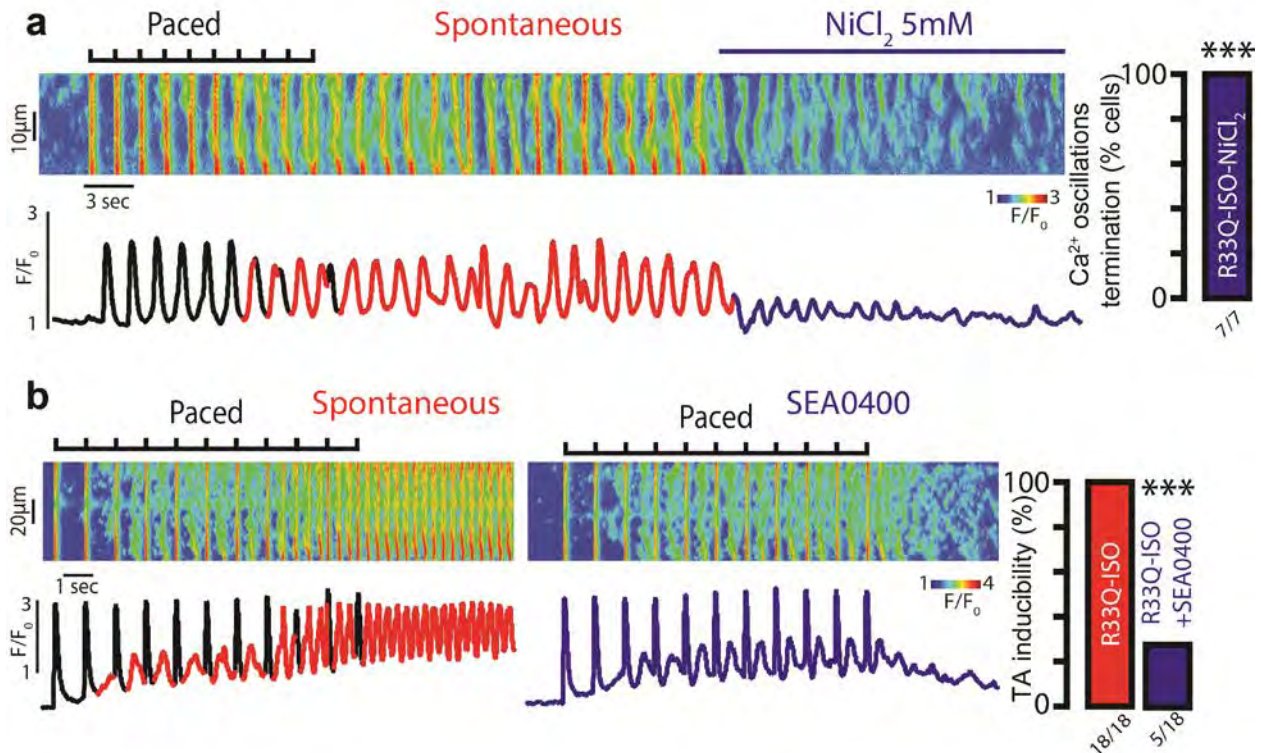 a
Paced
Spontaneous
NiCl₂ 5mM
10μm
3 sec
1 3
F/F₀
3
F/F₀
1
Ca²⁺ oscillations
termination (% cells)
100
0
***
R33Q-ISO-NiCl₂
7/7
b
Paced
Spontaneous
Paced
SEA0400
20μm
1 sec
1 4
F/F₀
3
F/F₀
1
TA inducibility (%)
100
0
R33Q-ISO
***
R33Q-ISO
+SEA0400
18/18
5/18